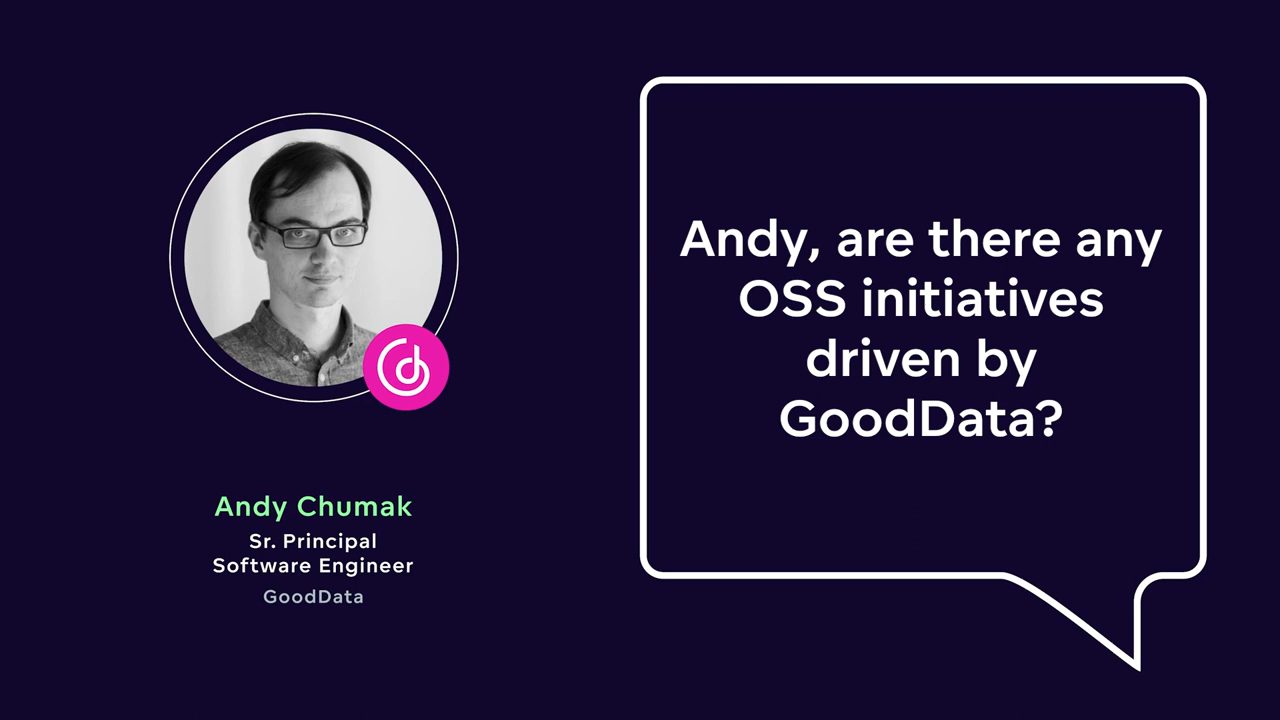 Andy Chumak
Sr. Principal
Software Engineer
GoodData
Andy, are there any
OSS initiatives
driven by
GoodData?